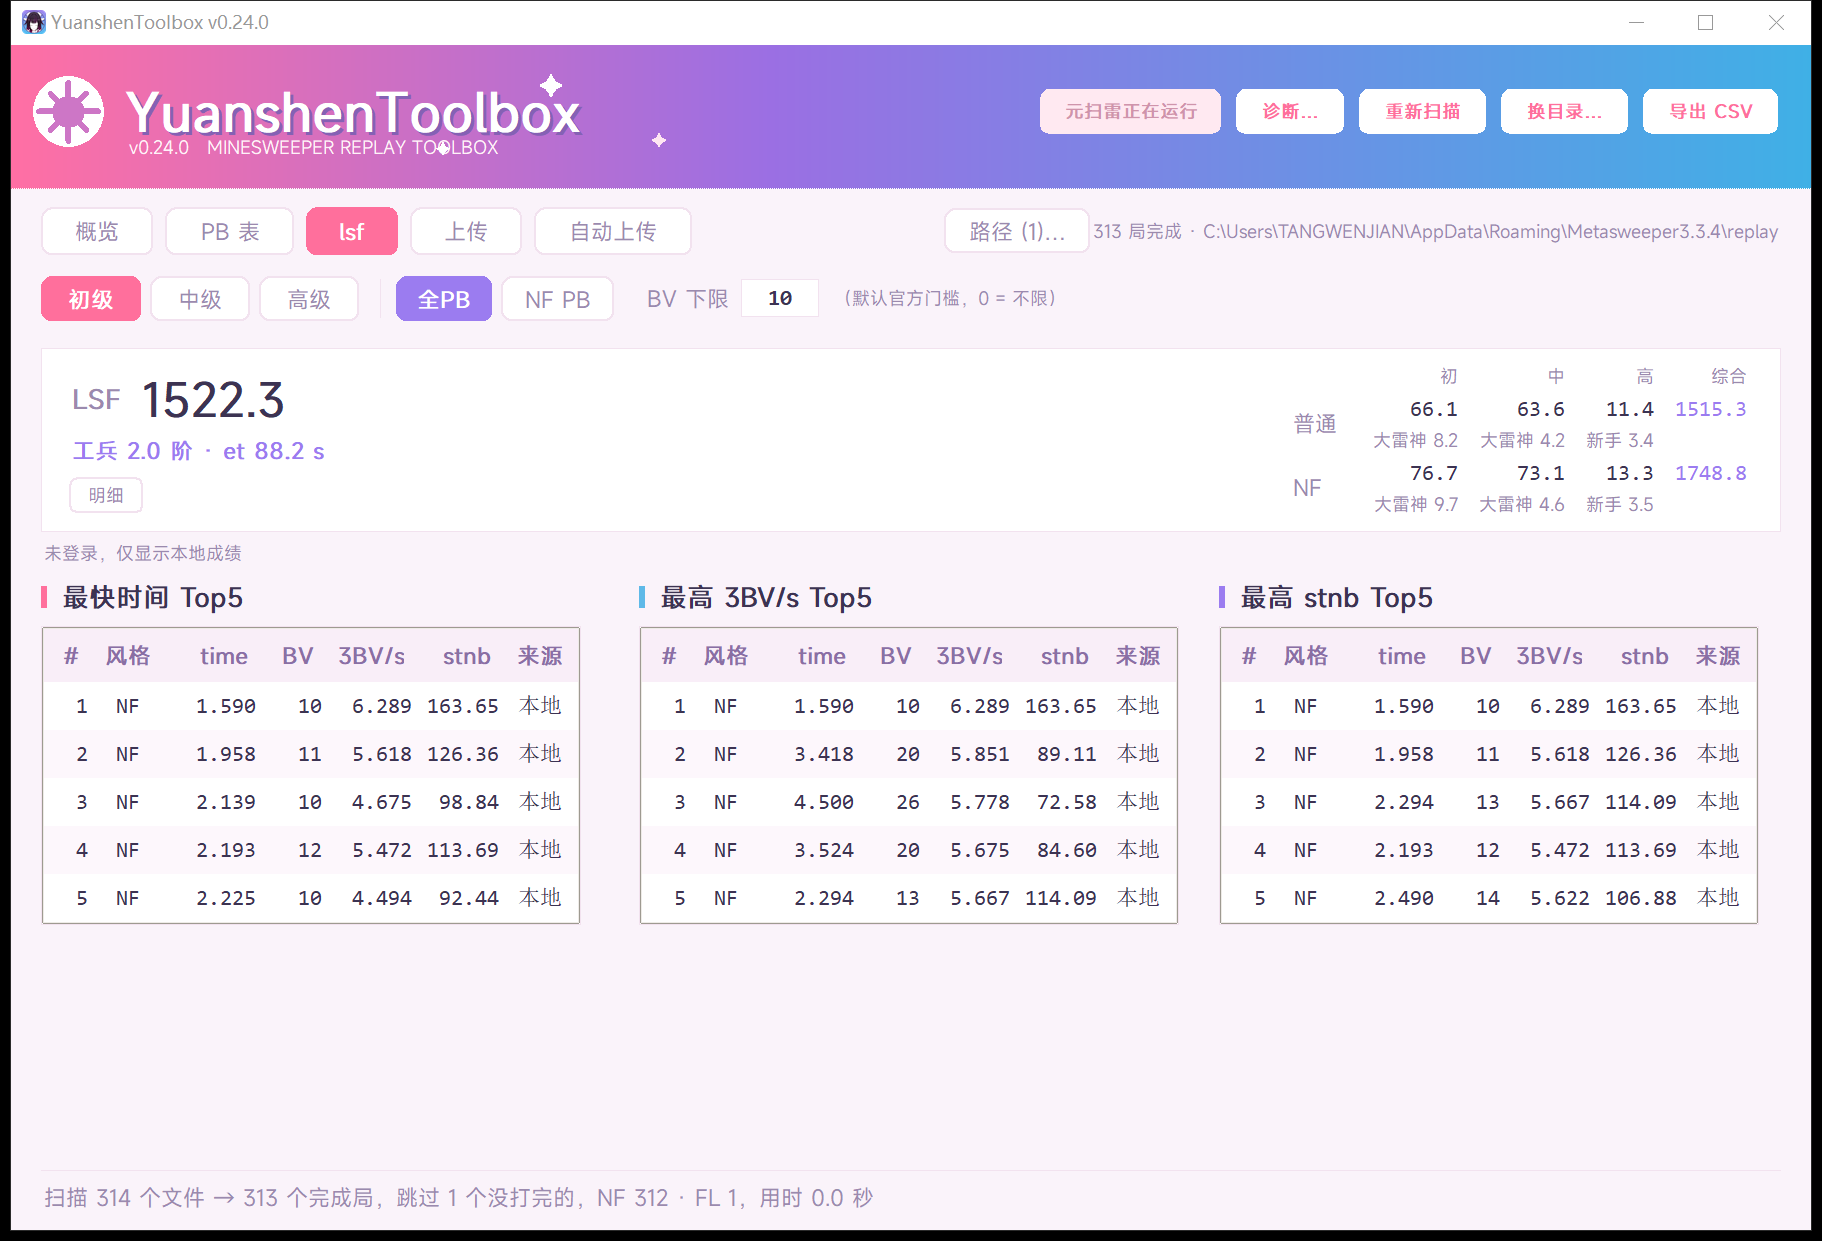 YuanshenToolbox v0.24.0
YuanshenToolbox
v0.24.0 MINESWEEPER REPLAY TOOLBOX
元扫雷正在运行 诊断... 重新扫描 换目录... 导出 CSV
概览 PB 表 lsf 上传 自动上传 路径 (1)... 313 局完成 · C:\Users\TANGWENJIAN\AppData\Roaming\Metasweeper3.3.4\replay
初级 中级 高级 全PB NF PB BV 下限 10 (默认官方门槛, 0 = 不限)
LSF 1522.3
工兵 2.0 阶 · et 88.2 s
明细
初 中 高 综合
普通 66.1 63.6 11.4 1515.3
大雷神 8.2 大雷神 4.2 新手 3.4
NF 76.7 73.1 13.3 1748.8
大雷神 9.7 大雷神 4.6 新手 3.5
未登录, 仅显示本地成绩
最快时间 Top5
# 风格 time BV 3BV/s stnb 来源
1 NF 1.590 10 6.289 163.65 本地
2 NF 1.958 11 5.618 126.36 本地
3 NF 2.139 10 4.675 98.84 本地
4 NF 2.193 12 5.472 113.69 本地
5 NF 2.225 10 4.494 92.44 本地
最高 3BV/s Top5
# 风格 time BV 3BV/s stnb 来源
1 NF 1.590 10 6.289 163.65 本地
2 NF 3.418 20 5.851 89.11 本地
3 NF 4.500 26 5.778 72.58 本地
4 NF 3.524 20 5.675 84.60 本地
5 NF 2.294 13 5.667 114.09 本地
最高 stnb Top5
# 风格 time BV 3BV/s stnb 来源
1 NF 1.590 10 6.289 163.65 本地
2 NF 1.958 11 5.618 126.36 本地
3 NF 2.294 13 5.667 114.09 本地
4 NF 2.193 12 5.472 113.69 本地
5 NF 2.490 14 5.622 106.88 本地
扫描 314 个文件 → 313 个完成局, 跳过 1 个没打完的, NF 312 · FL 1, 用时 0.0 秒